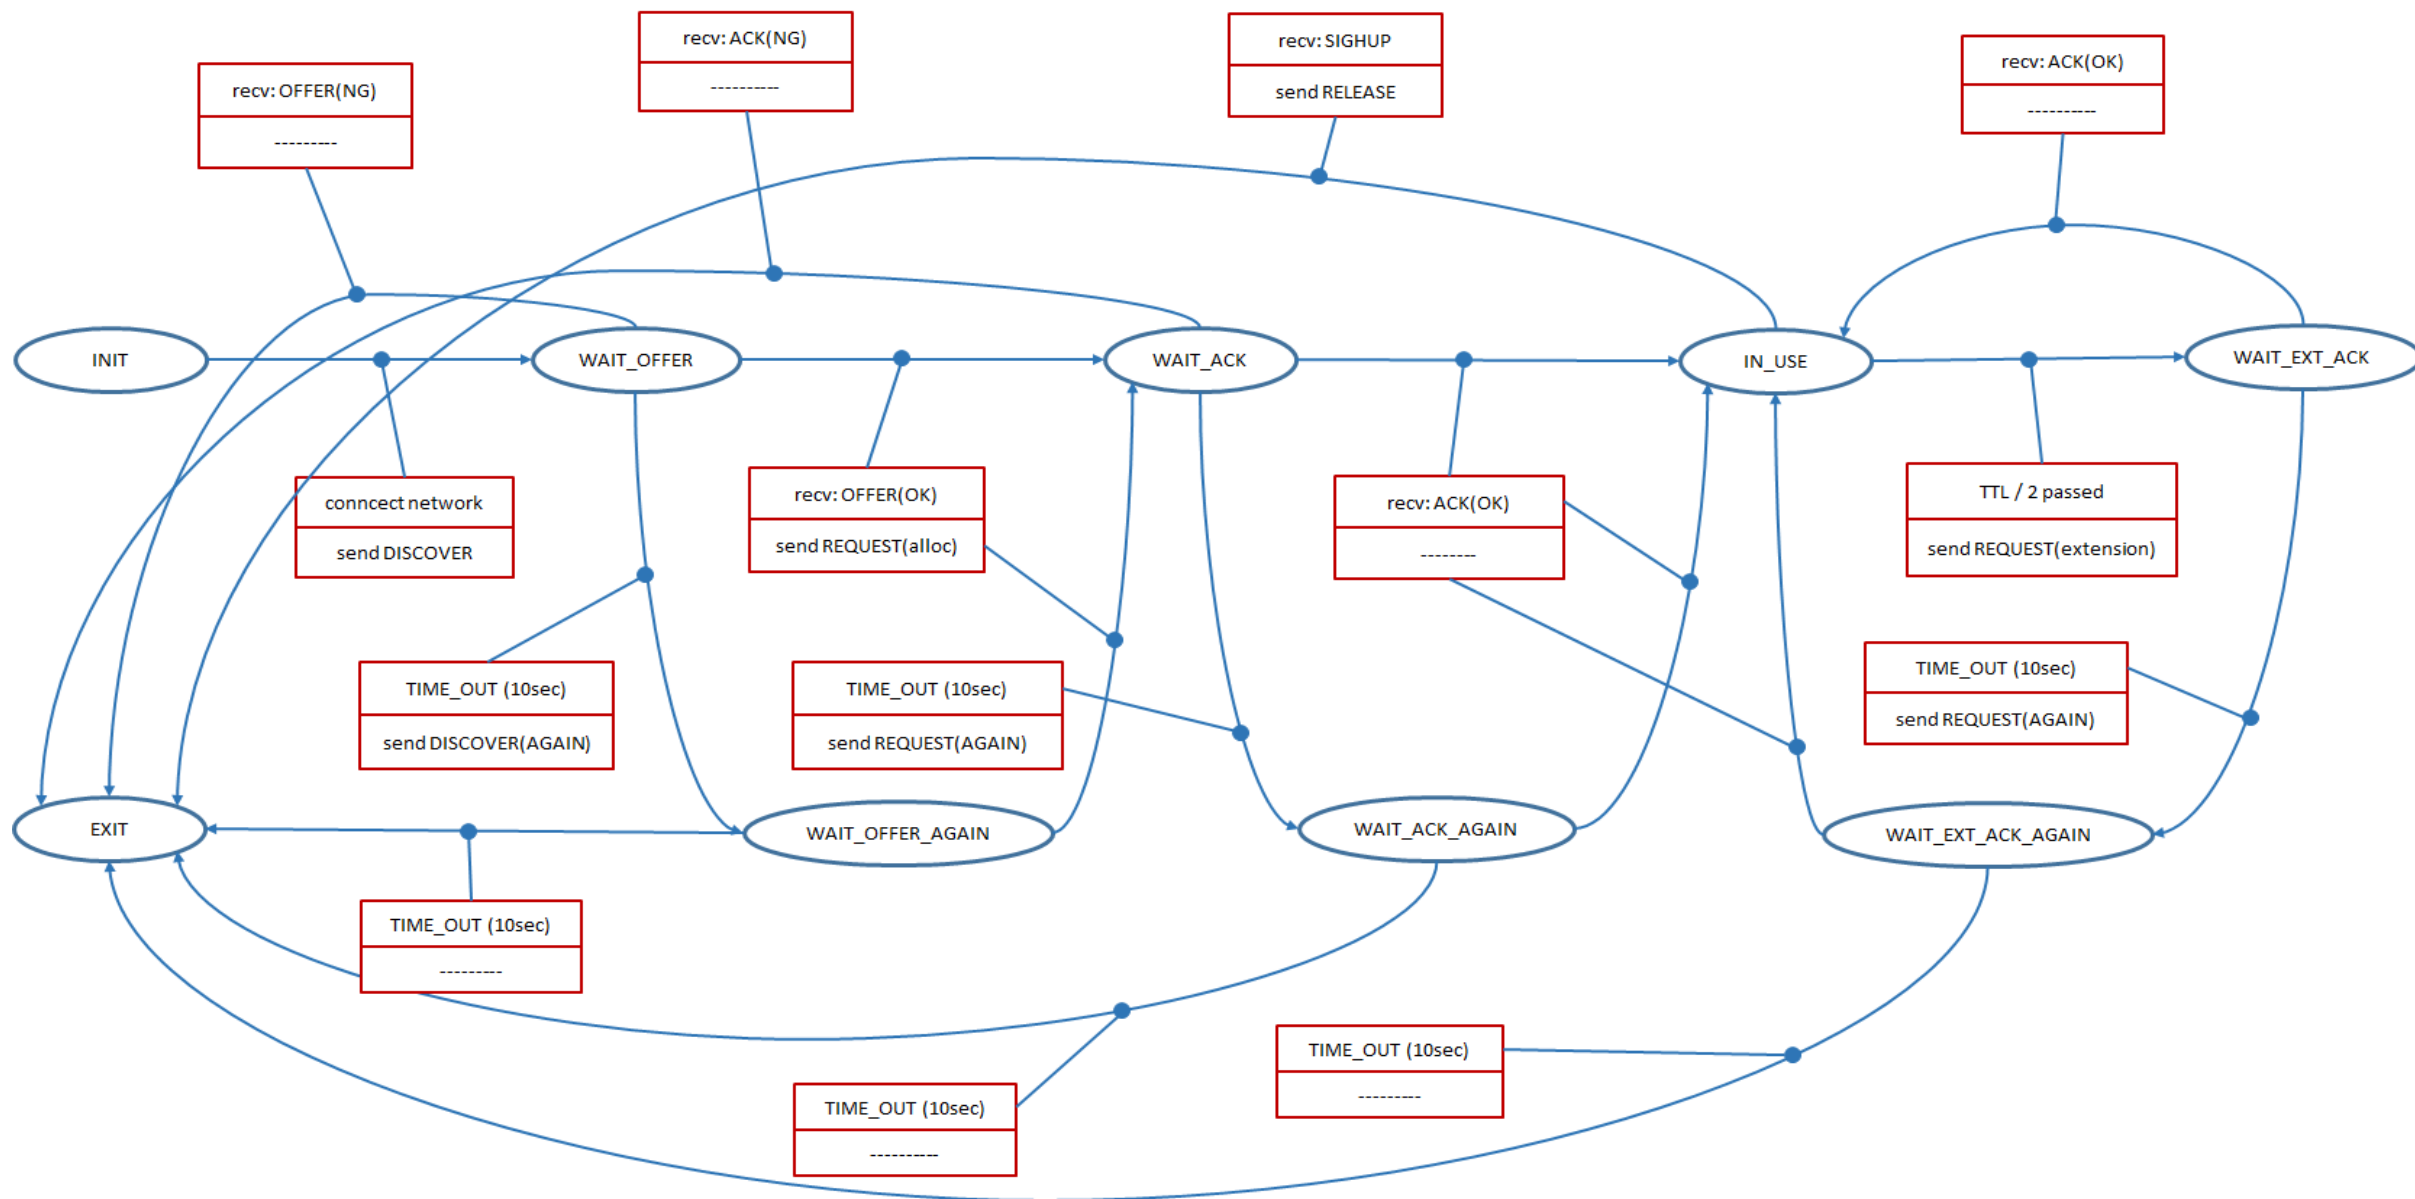 recv: OFFER(NG)
---------
recv: ACK(NG)
----------
recv: SIGHUP
send RELEASE
recv: ACK(OK)
----------
INIT
WAIT_OFFER
WAIT_ACK
IN_USE
WAIT_EXT_ACK
conncect network
send DISCOVER
recv: OFFER(OK)
send REQUEST(alloc)
recv: ACK(OK)
--------
TTL / 2 passed
send REQUEST(extension)
TIME_OUT (10sec)
send DISCOVER(AGAIN)
TIME_OUT (10sec)
send REQUEST(AGAIN)
TIME_OUT (10sec)
send REQUEST(AGAIN)
EXIT
WAIT_OFFER_AGAIN
WAIT_ACK_AGAIN
WAIT_EXT_ACK_AGAIN
TIME_OUT (10sec)
---------
TIME_OUT (10sec)
----------
TIME_OUT (10sec)
---------